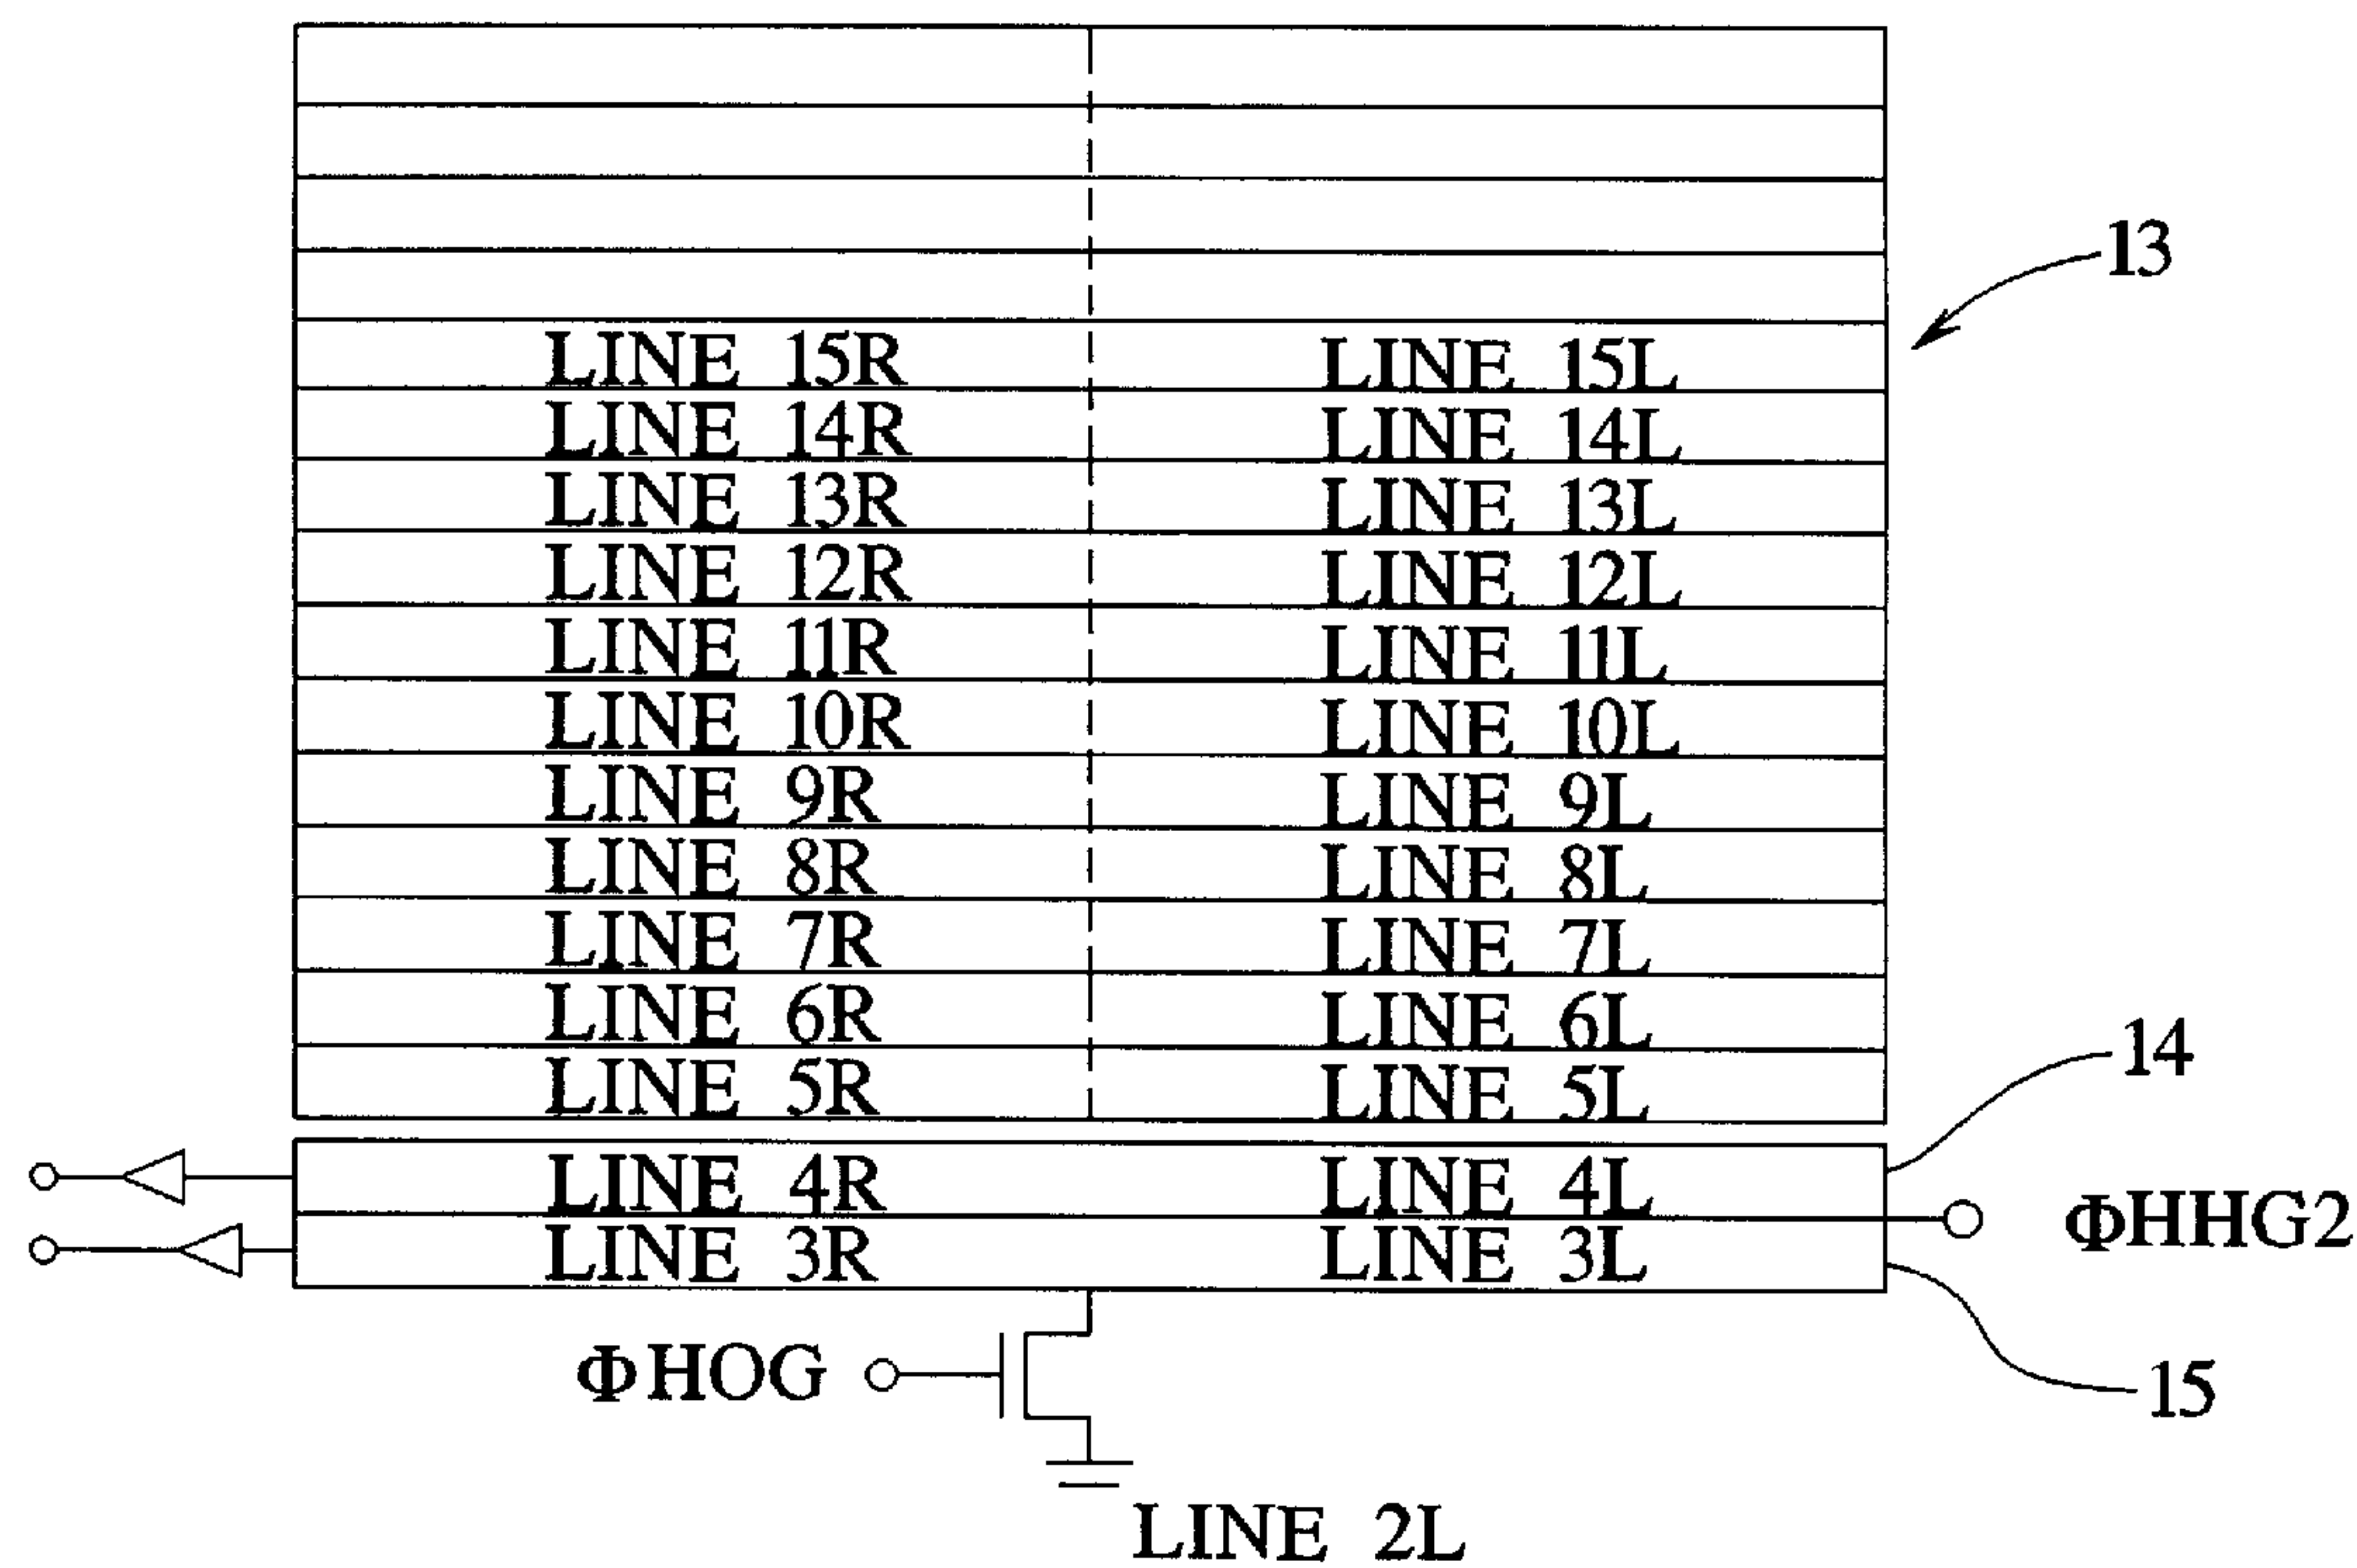 13
LINE 15R LINE 15L
LINE 14R LINE 14L
LINE 13R LINE 13L
LINE 12R LINE 12L
LINE 11R LINE 11L
LINE 10R LINE 10L
LINE 9R LINE 9L
LINE 8R LINE 8L
LINE 7R LINE 7L
LINE 6R LINE 6L
LINE 5R LINE 5L
14
LINE 4R LINE 4L
ΦHHG2
LINE 3R LINE 3L
ΦHOG
15
LINE 2L